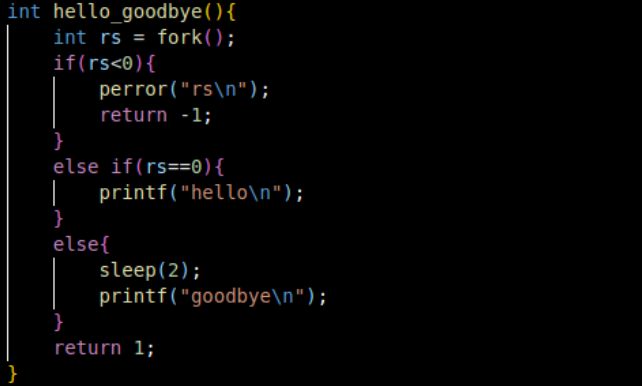 int hello_goodbye(){
    int rs = fork();
    if(rs<0){
        perror("rs\n");
        return -1;
    }
    else if(rs==0){
        printf("hello\n");
    }
    else{
        sleep(2);
        printf("goodbye\n");
    }
    return 1;
}